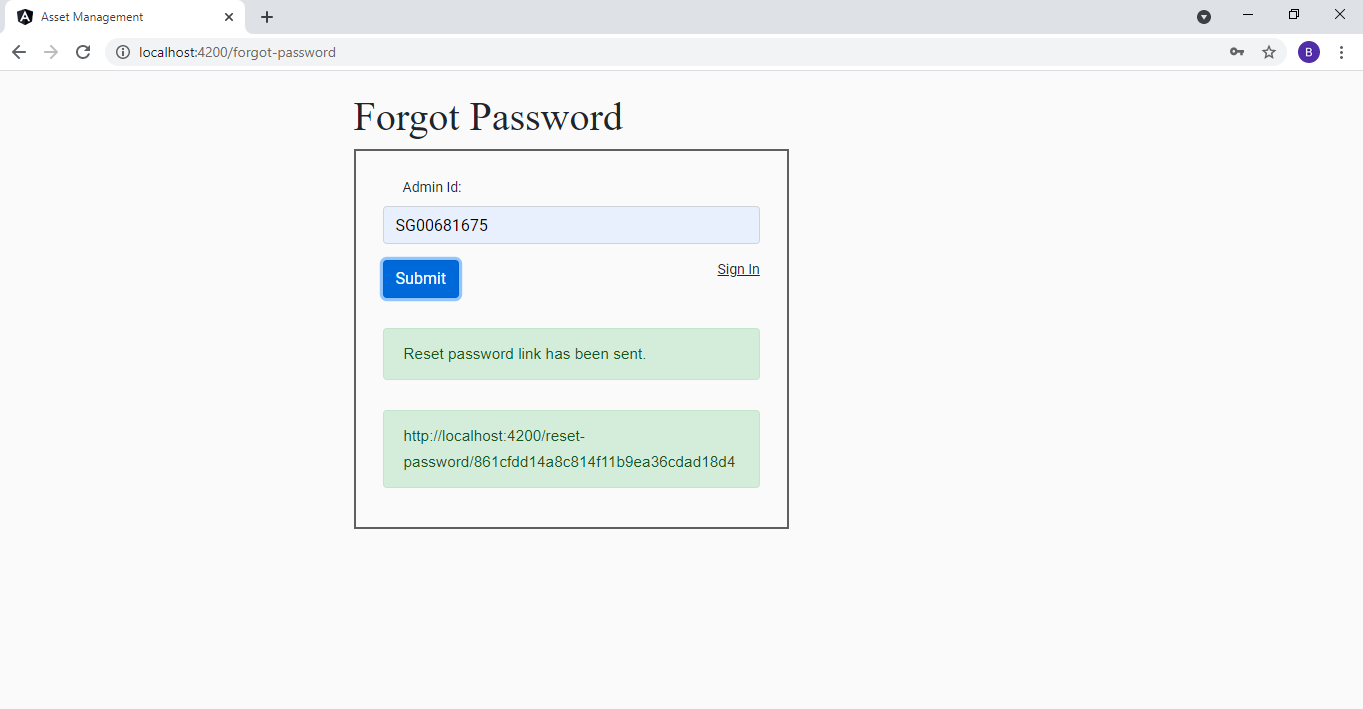 Asset Management
localhost:4200/forgot-password
B
Forgot Password
Admin Id:
SG00681675
Submit
Sign In
Reset password link has been sent.
http://localhost:4200/reset-
password/861cfdd14a8c814f11b9ea36cdad18d4